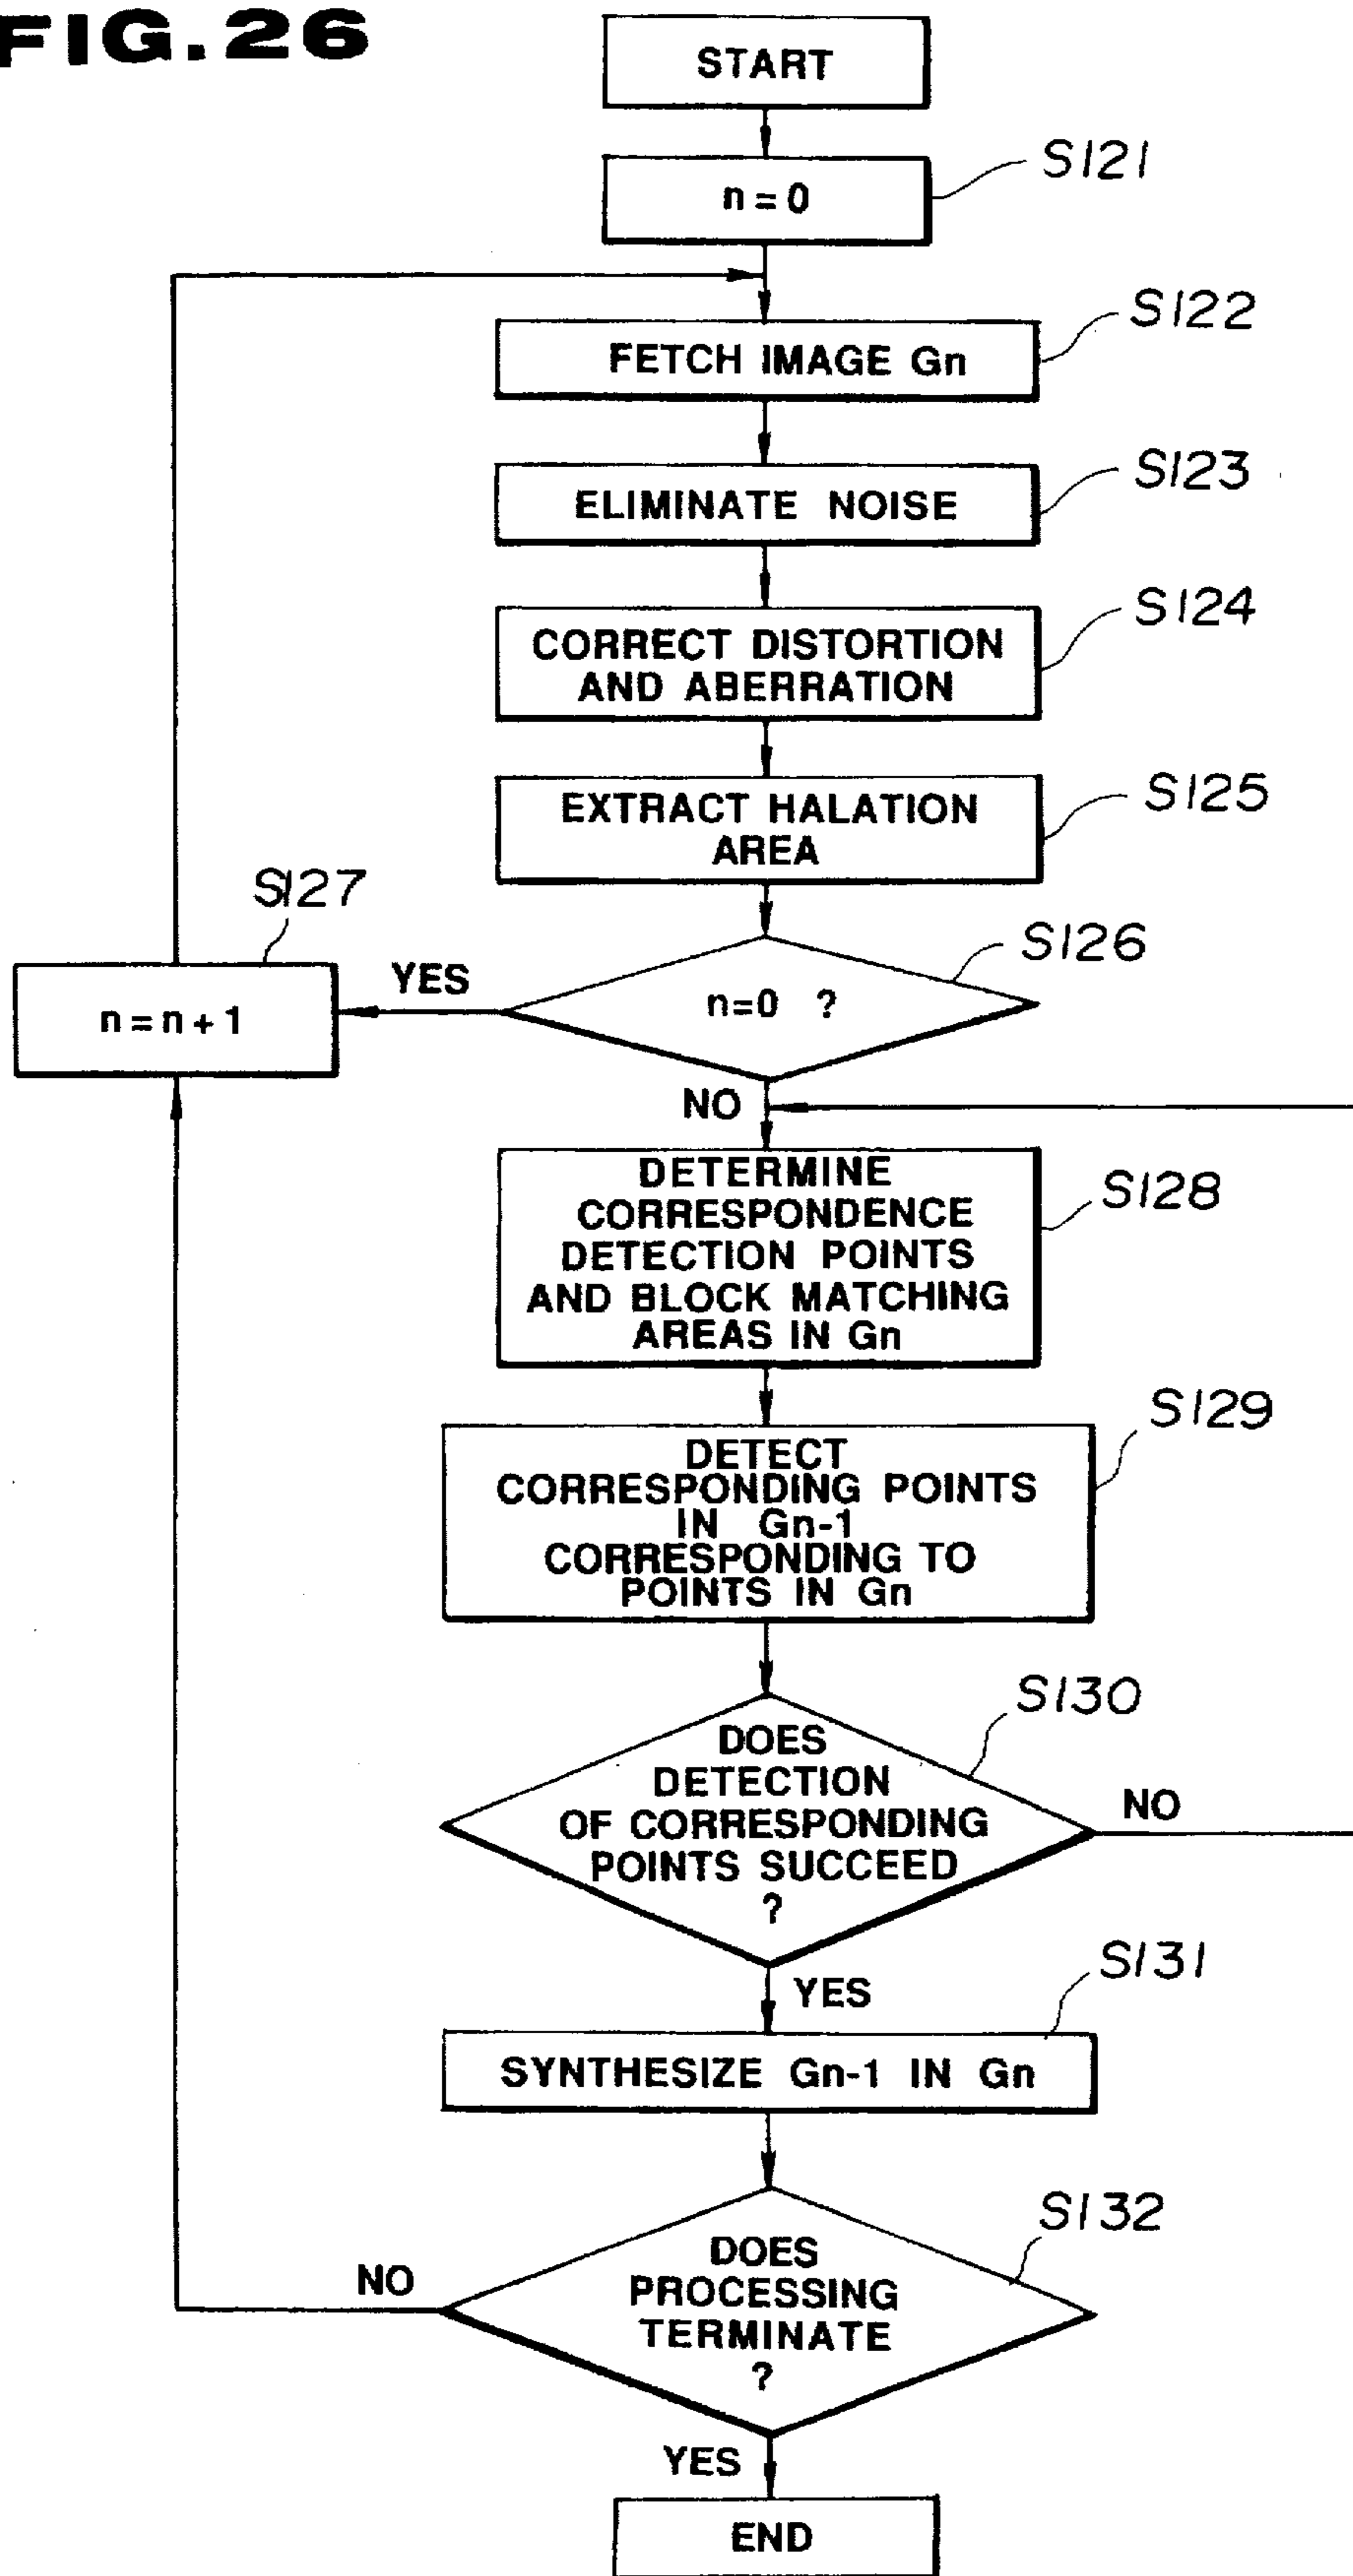 FIG.26
START
n=0
S121
FETCH IMAGE Gn
S122
ELIMINATE NOISE
S123
CORRECT DISTORTION
AND ABERRATION
S124
EXTRACT HALATION
AREA
S125
n=0 ?
S126
YES
S127
n=n+1
NO
DETERMINE
CORRESPONDENCE
DETECTION POINTS
AND BLOCK MATCHING
AREAS IN Gn
S128
DETECT
CORRESPONDING POINTS
IN Gn-1
CORRESPONDING TO
POINTS IN Gn
S129
DOES
DETECTION
OF CORRESPONDING
POINTS SUCCEED
?
S130
NO
YES
SYNTHESIZE Gn-1 IN Gn
S131
DOES
PROCESSING
TERMINATE
?
S132
NO
YES
END